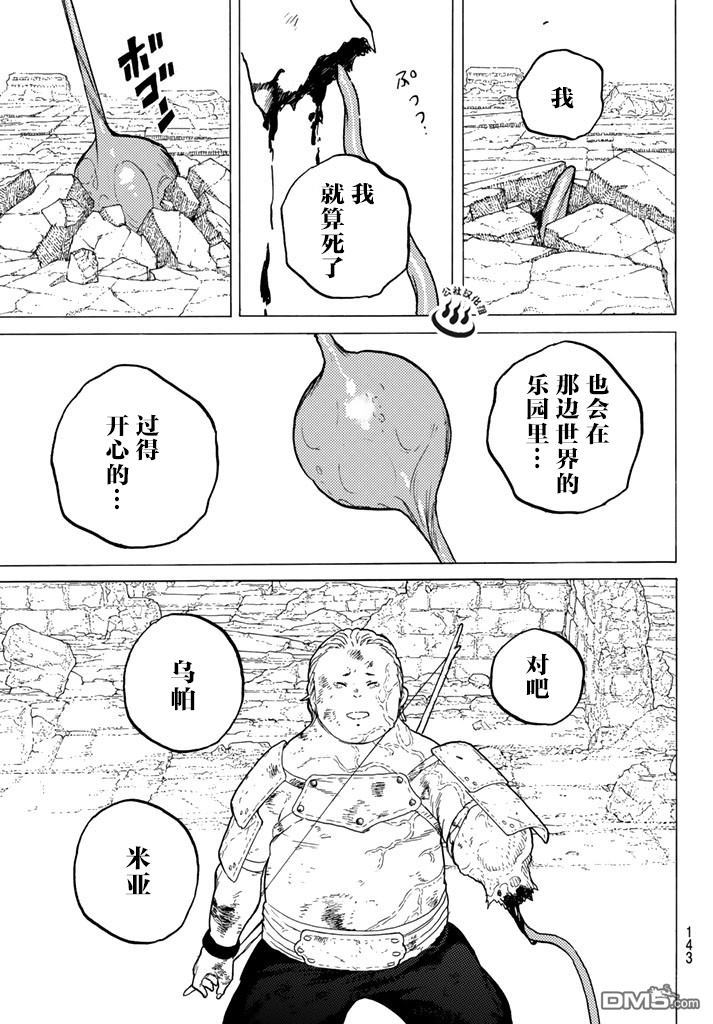 我
我
就算死了
ぷつつ…
ボゴン
公社汉化组
也会在
那边世界的
乐园里…
过得
开心的…
对吧
乌帕
米亚
143
DM5.com